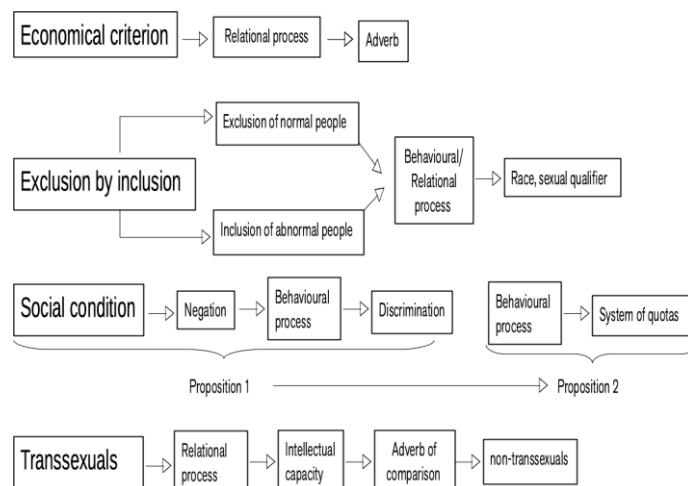 Economical criterion
Relational process
Adverb
Exclusion of normal people
Exclusion by inclusion
Behavioural/
Relational
process
Race, sexual qualifier
Inclusion of abnormal people
Social condition
Negation
Behavioural
process
Discrimination
Behavioural
process
System of quotas
Proposition 1
Proposition 2
Transsexuals
Relational
process
Intellectual
capacity
Adverb of
comparison
non-transsexuals